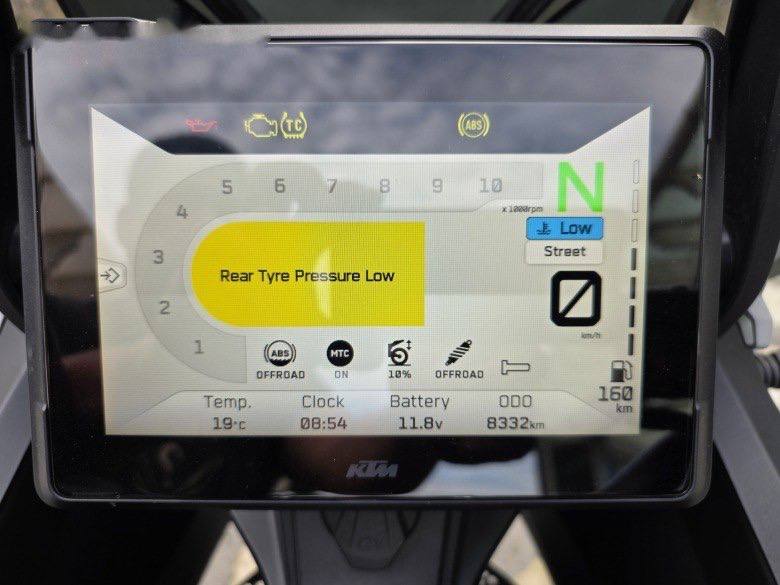 TC
ABS
5 6 7 8 9 10
x 1000rpm
N
4
3
2
1
Rear Tyre Pressure Low
Low
Street
0
km/h
ABS
OFFROAD
MTC
ON
10%
OFFROAD
160
km
Temp. Clock Battery ODO
19°C 08:54 11.8v 8332km
KTM